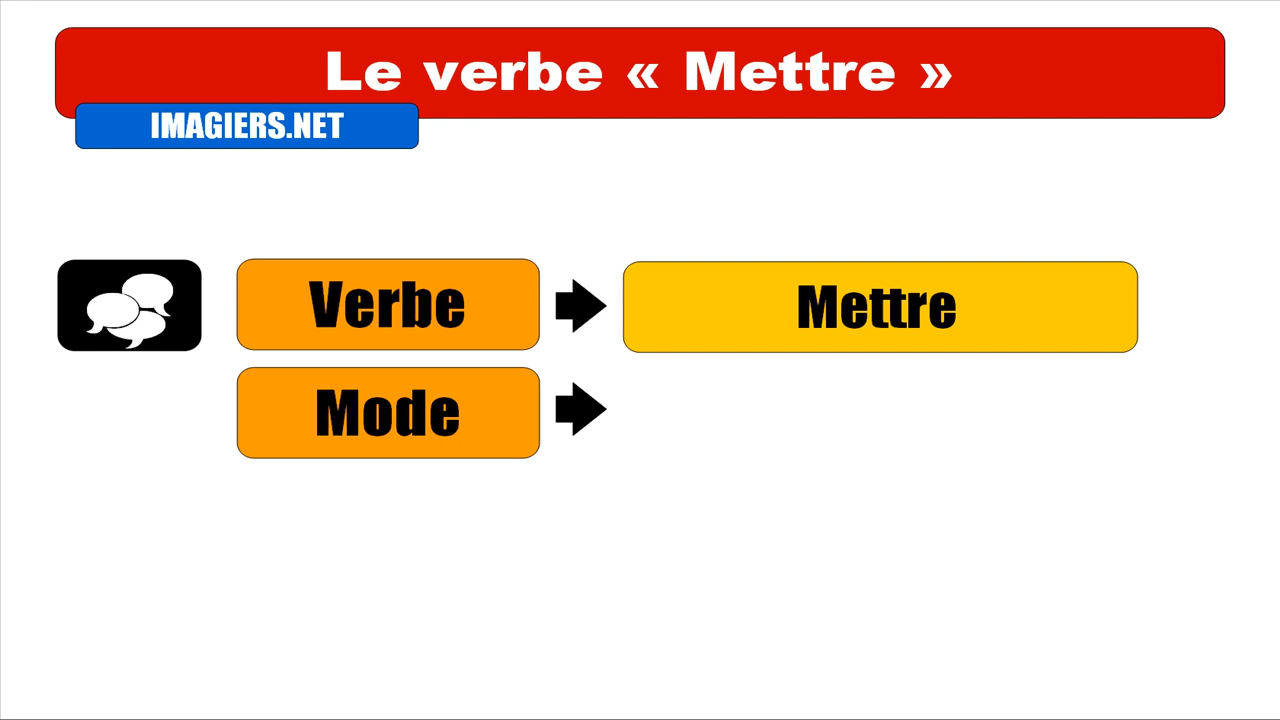 Le verbe « Mettre »
IMAGIERS.NET
Verbe
Mettre
Mode